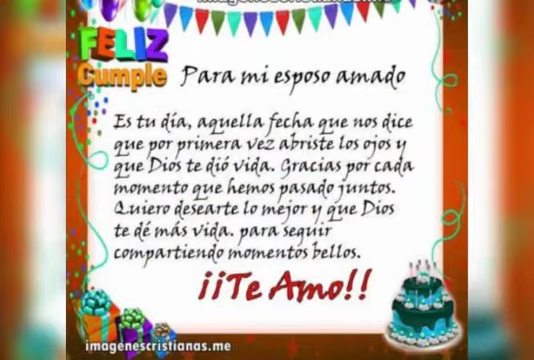 FELIZ
Cumple
Para mi esposo amado
Es tu día, aquella fecha que nos dice
que por primera vez abriste los ojos y
que Dios te dió vida. Gracias por cada
momento que hemos pasado juntos.
Quiero desearte lo mejor y que Dios
te dé más vida. para seguir
compartiendo momentos bellos.
¡¡Te Amo!!
imagenescristianas.me